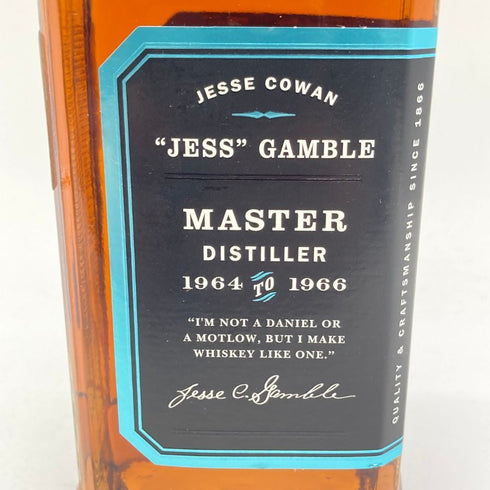 JESSE COWAN
“JESS” GAMBLE
MASTER
DISTILLER
1964 TO 1966
“I'M NOT A DANIEL OR
A MOTLOW, BUT I MAKE
WHISKEY LIKE ONE.”
Jesse C. Gamble
QUALITY & CRAFTSMANSHIP SINCE 1866